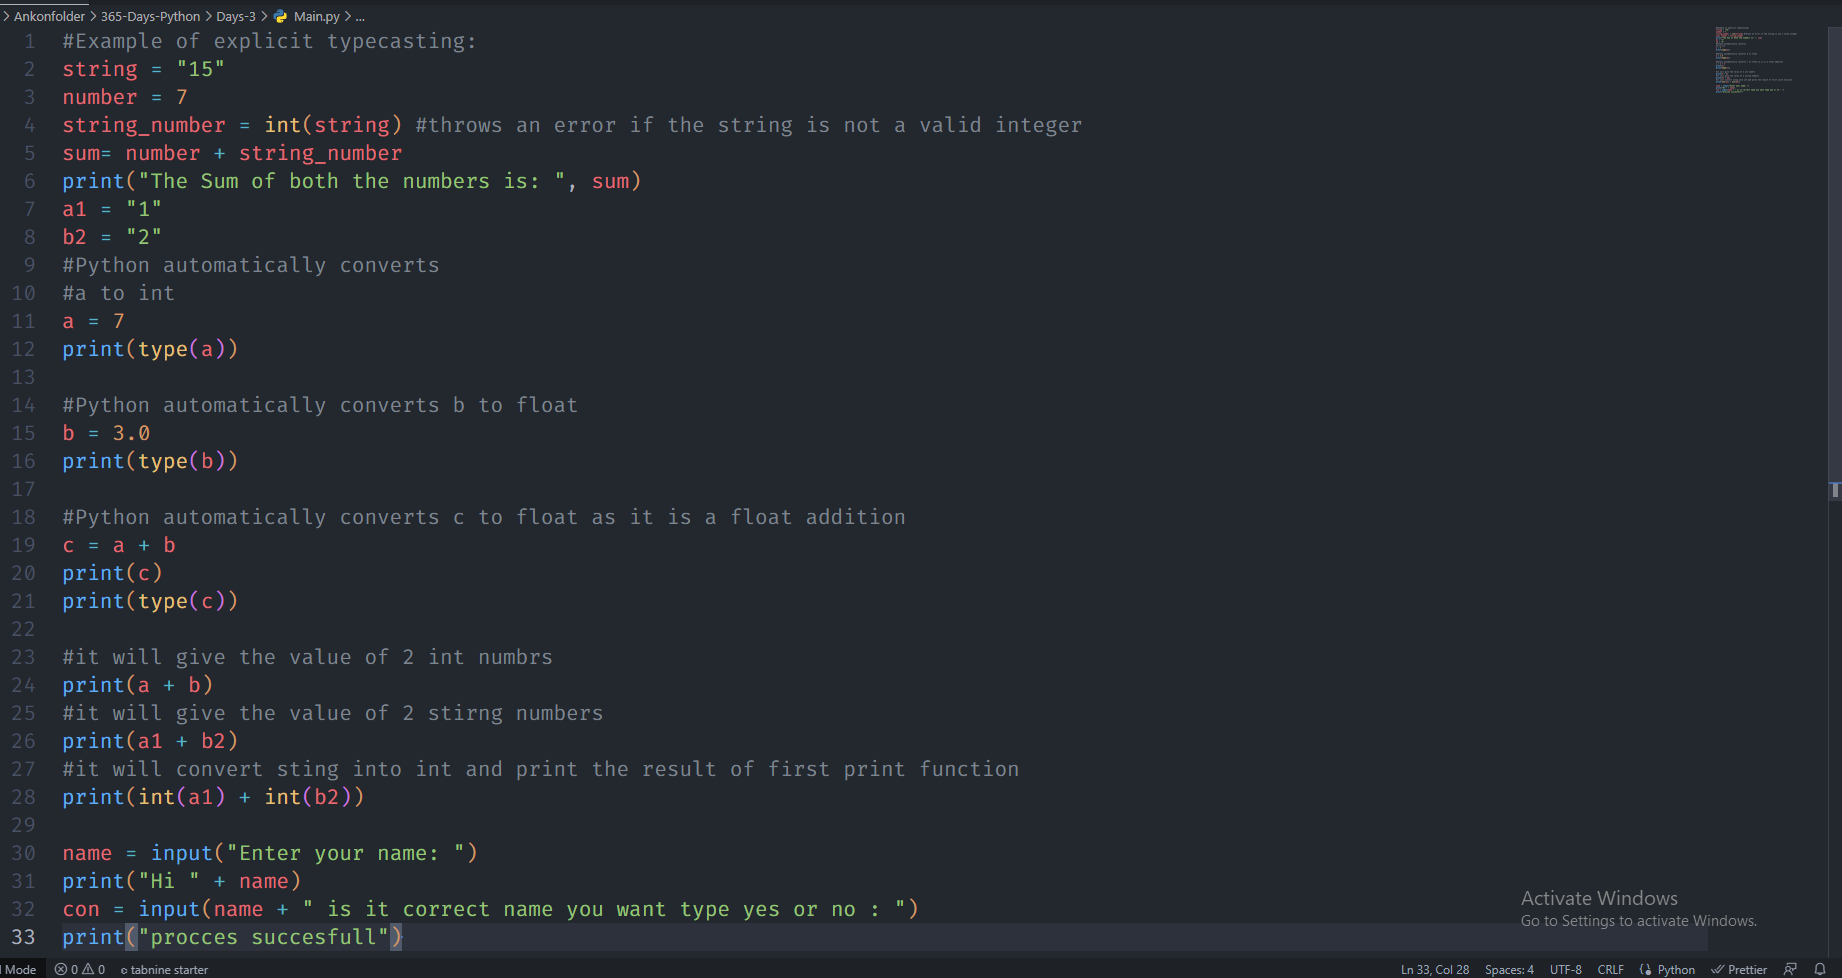 > Ankonfolder > 365-Days-Python > Days-3 > Main.py > ...
1 #Example of explicit typecasting:
2 string = "15"
3 number = 7
4 string_number = int(string) #throws an error if the string is not a valid integer
5 sum= number + string_number
6 print("The Sum of both the numbers is: ", sum)
7 a1 = "1"
8 b2 = "2"
9 #Python automatically converts
10 #a to int
11 a = 7
12 print(type(a))
13
14 #Python automatically converts b to float
15 b = 3.0
16 print(type(b))
17
18 #Python automatically converts c to float as it is a float addition
19 c = a + b
20 print(c)
21 print(type(c))
22
23 #it will give the value of 2 int numbrs
24 print(a + b)
25 #it will give the value of 2 stirng numbers
26 print(a1 + b2)
27 #it will convert sting into int and print the result of first print function
28 print(int(a1) + int(b2))
29
30 name = input("Enter your name: ")
31 print("Hi " + name)
32 con = input(name + " is it correct name you want type yes or no : ")
33 print("procces succesfull")
Activate Windows
Go to Settings to activate Windows.
Mode 0 0 tabnine starter Ln 33, Col 28 Spaces: 4 UTF-8 CRLF Python Prettier